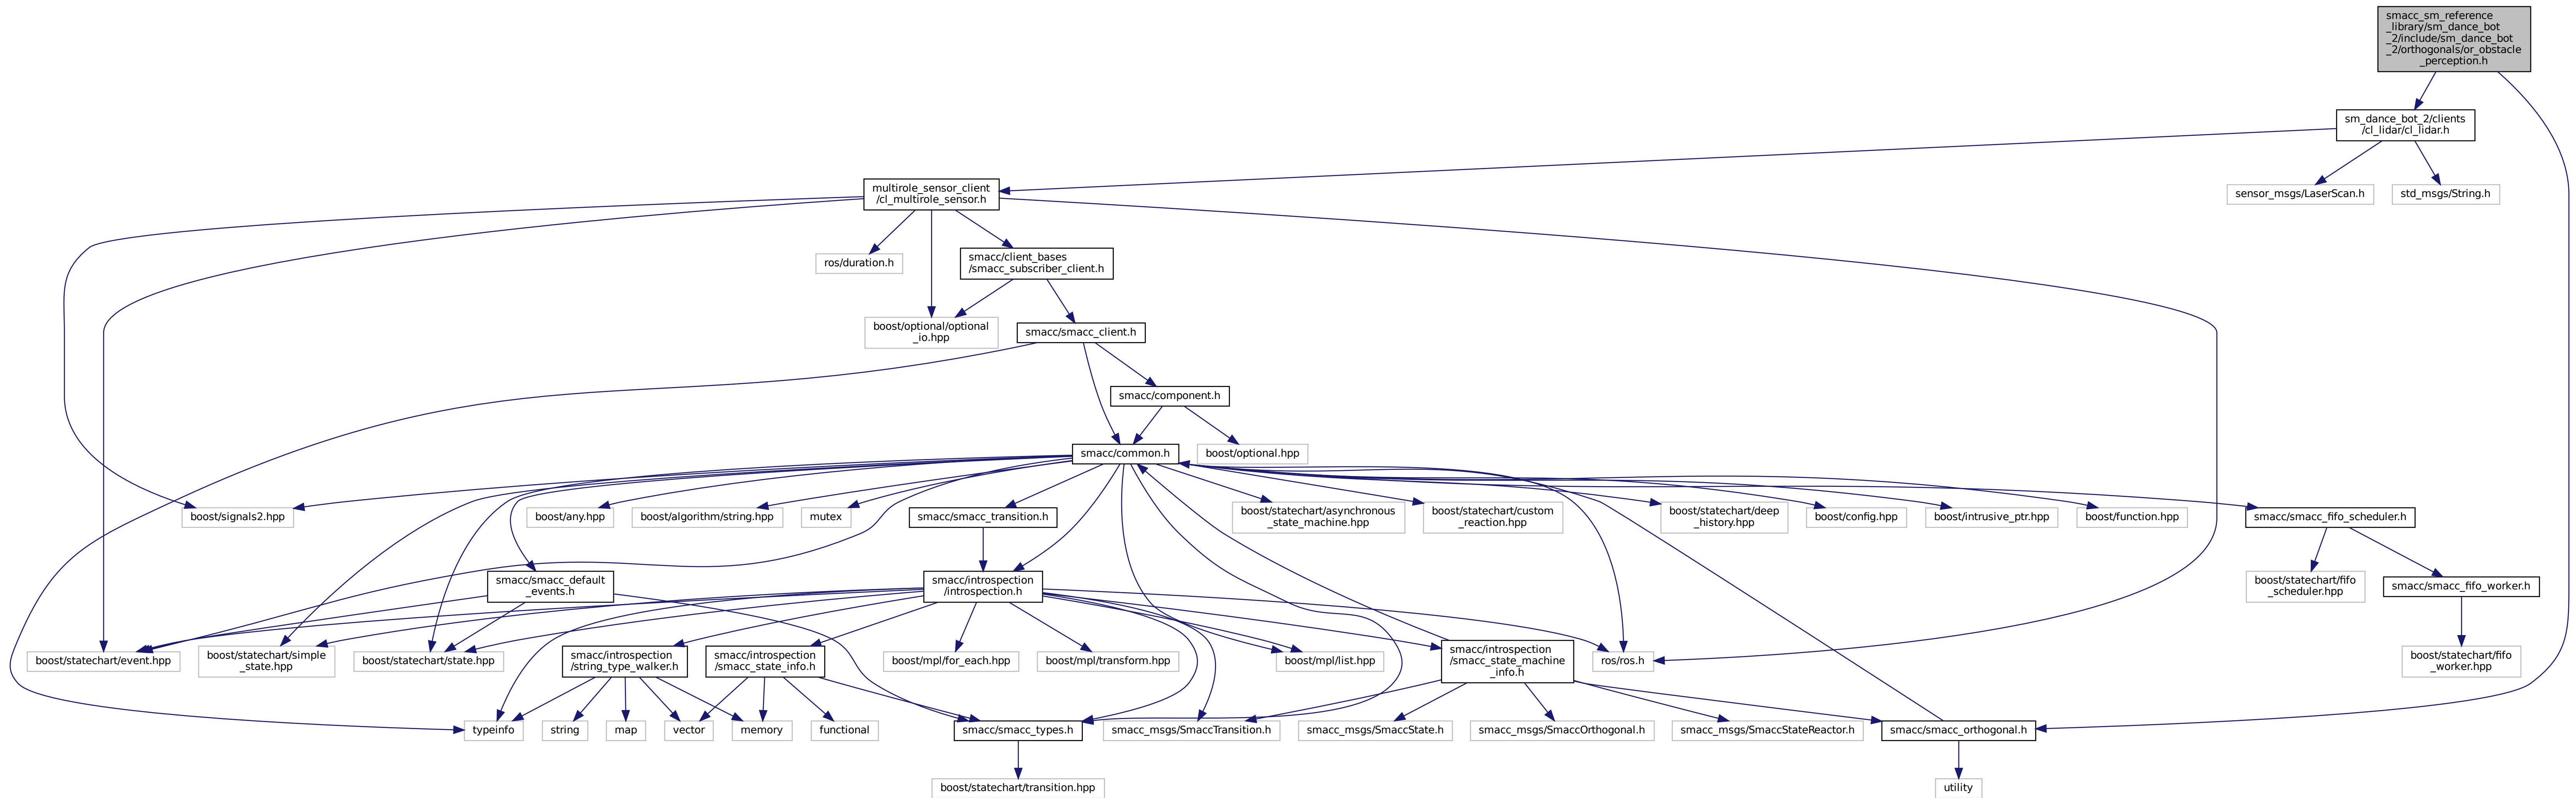 smacc_sm_reference
_library/sm_dance_bot
_2/include/sm_dance_bot
_2/orthogonals/or_obstacle
_perception.h
sm_dance_bot_2/clients
/cl_lidar/cl_lidar.h
multirole_sensor_client
/cl_multirole_sensor.h
sensor_msgs/LaserScan.h
std_msgs/String.h
ros/duration.h
smacc/client_bases
/smacc_subscriber_client.h
boost/optional/optional
_io.hpp
smacc/smacc_client.h
smacc/component.h
smacc/common.h
boost/optional.hpp
boost/signals2.hpp
boost/any.hpp
boost/algorithm/string.hpp
mutex
smacc/smacc_transition.h
boost/statechart/asynchronous
_state_machine.hpp
boost/statechart/custom
_reaction.hpp
boost/statechart/deep
_history.hpp
boost/config.hpp
boost/intrusive_ptr.hpp
boost/function.hpp
smacc/smacc_fifo_scheduler.h
smacc/smacc_default
_events.h
smacc/introspection
/introspection.h
boost/statechart/fifo
_scheduler.hpp
smacc/smacc_fifo_worker.h
boost/statechart/event.hpp
boost/statechart/simple
_state.hpp
boost/statechart/state.hpp
smacc/introspection
/string_type_walker.h
smacc/introspection
/smacc_state_info.h
boost/mpl/for_each.hpp
boost/mpl/transform.hpp
boost/mpl/list.hpp
smacc/introspection
/smacc_state_machine
_info.h
ros/ros.h
boost/statechart/fifo
_worker.hpp
typeinfo
string
map
vector
memory
functional
smacc/smacc_types.h
smacc_msgs/SmaccTransition.h
smacc_msgs/SmaccState.h
smacc_msgs/SmaccOrthogonal.h
smacc_msgs/SmaccStateReactor.h
smacc/smacc_orthogonal.h
boost/statechart/transition.hpp
utility